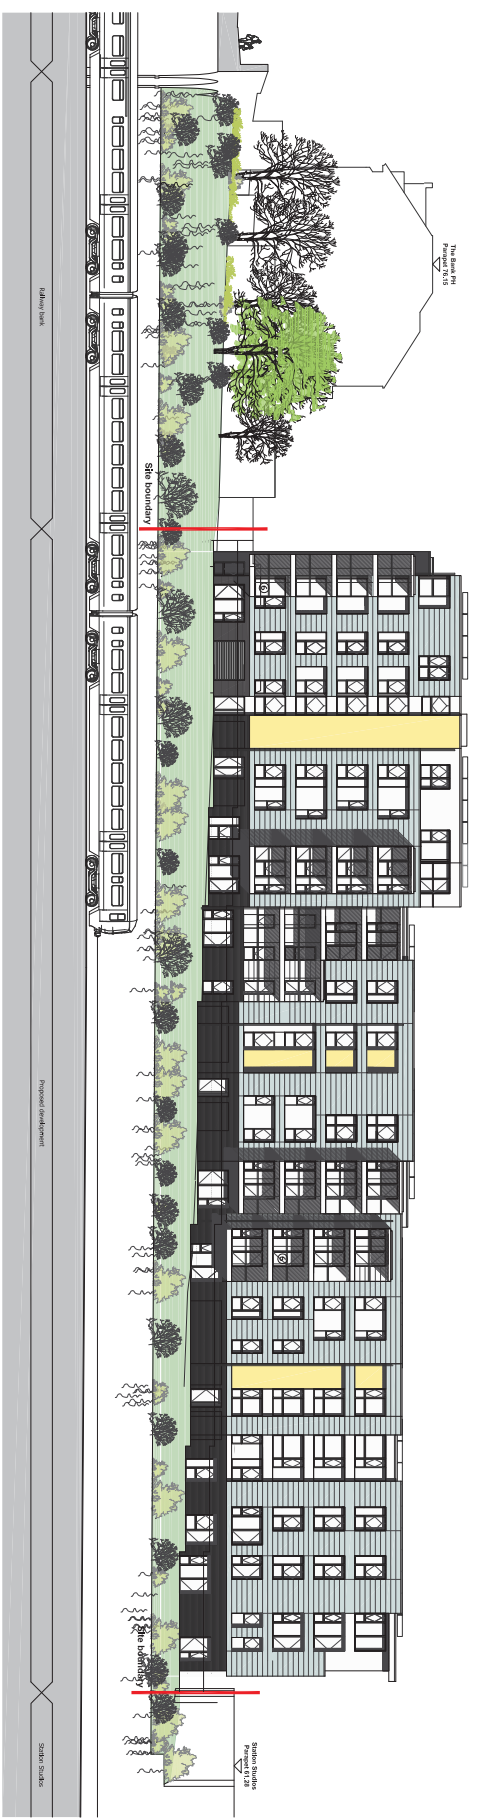 The Bank PH
Parapet 76.15
Site boundary
Site boundary
Station Studios
Parapet 61.28
Railway bank
Proposed development
Station Studios